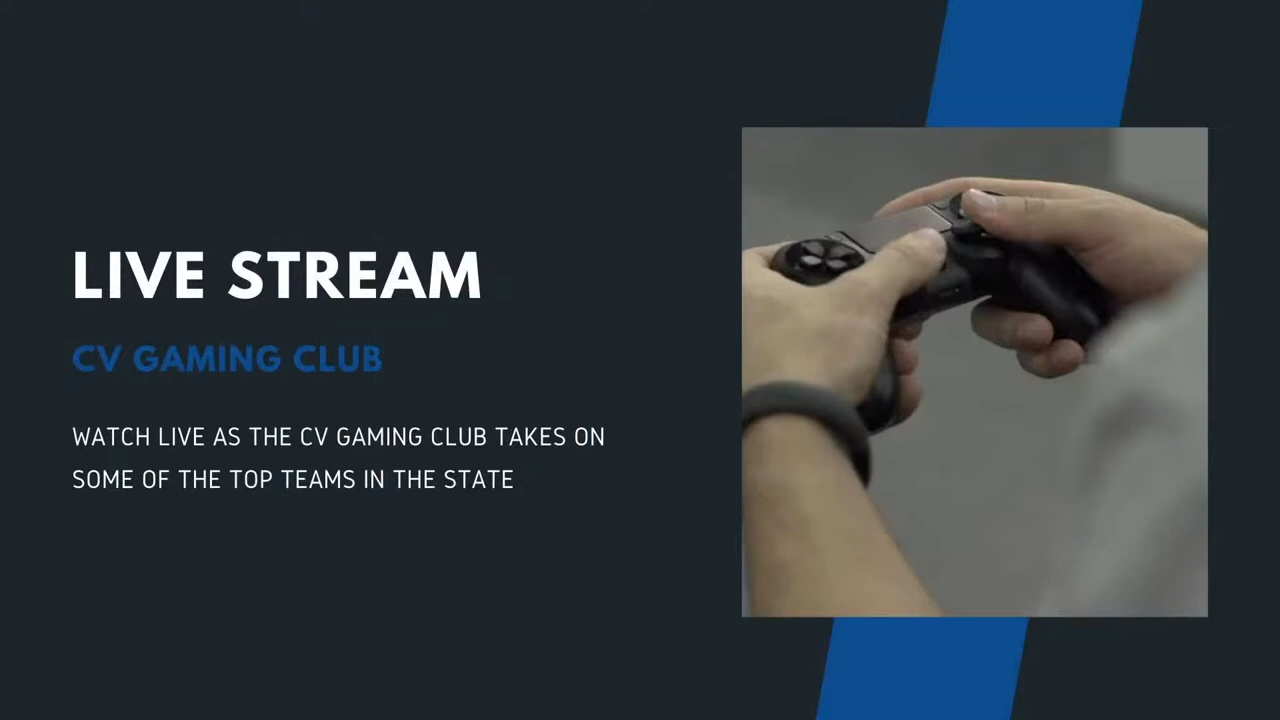 LIVE STREAM
CV GAMING CLUB
WATCH LIVE AS THE CV GAMING CLUB TAKES ON
SOME OF THE TOP TEAMS IN THE STATE